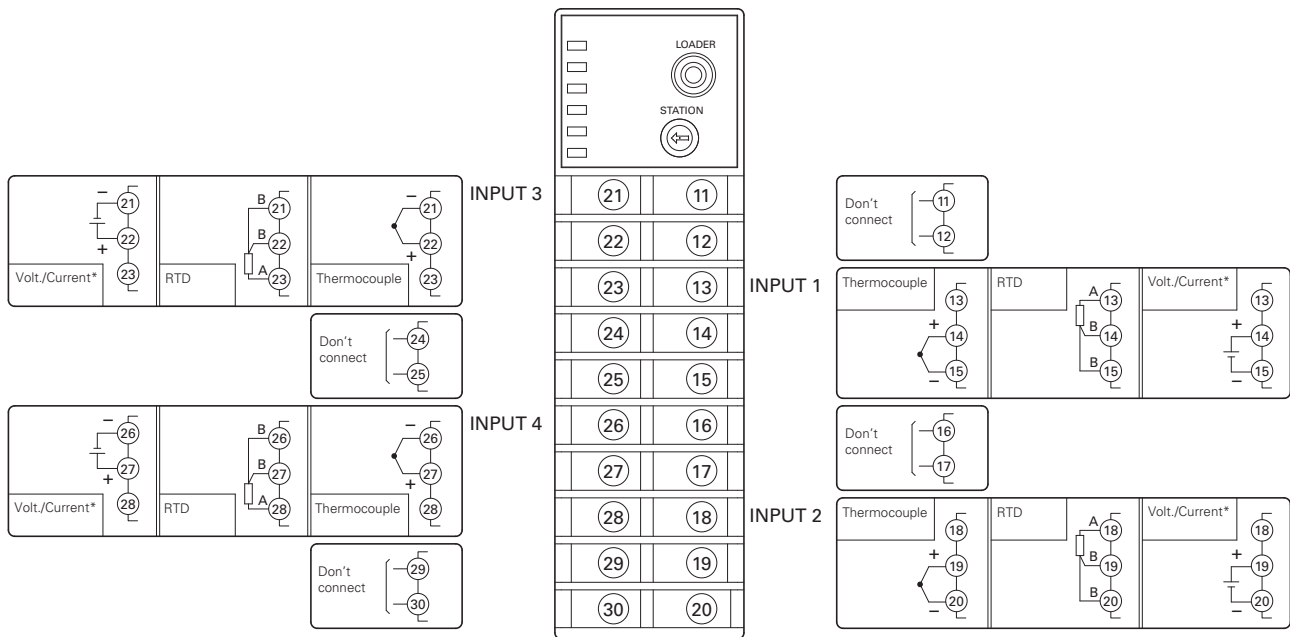 LOADER
STATION
INPUT 3
− 21
22
+
23
Volt./Current*
B 21
B 22
A 23
RTD
− 21
22
+
23
Thermocouple
Don't
connect
24
25
INPUT 4
− 26
27
+
28
Volt./Current*
B 26
B 27
A 28
RTD
− 26
27
+
28
Thermocouple
Don't
connect
29
30
21 11
22 12
23 13
24 14
25 15
26 16
27 17
28 18
29 19
30 20
Don't
connect
11
12
INPUT 1
Thermocouple
13
+
14
− 15
RTD
A 13
B 14
B 15
Volt./Current*
13
+
14
− 15
Don't
connect
16
17
INPUT 2
Thermocouple
18
+
19
− 20
RTD
A 18
B 19
B 20
Volt./Current*
18
+
19
− 20